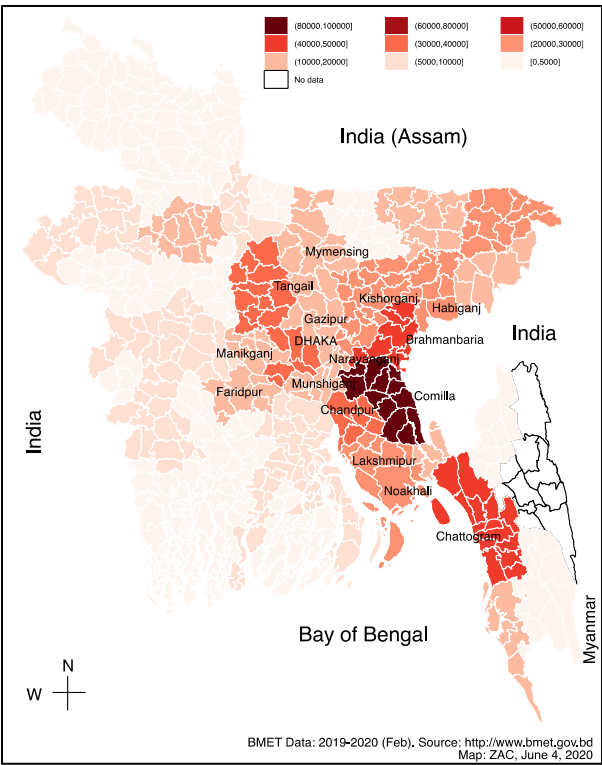 (80000,100000]
(60000,80000]
(50000,60000]
(40000,50000]
(30000,40000]
(20000,30000]
(10000,20000]
(5000,10000]
[0,5000]
No data
India (Assam)
Mymensing
Tangail
Kishorganj
Habiganj
Gazipur
India
DHAKA
Brahmanbaria
Manikganj
Narayanganj
Munshiganj
Faridpur
Comilla
Chandpur
India
Lakshmipur
Noakhali
Chattogram
Bay of Bengal
Myanmar
N
W
BMET Data: 2019-2020 (Feb). Source: http://www.bmet.gov.bd
Map: ZAC, June 4, 2020